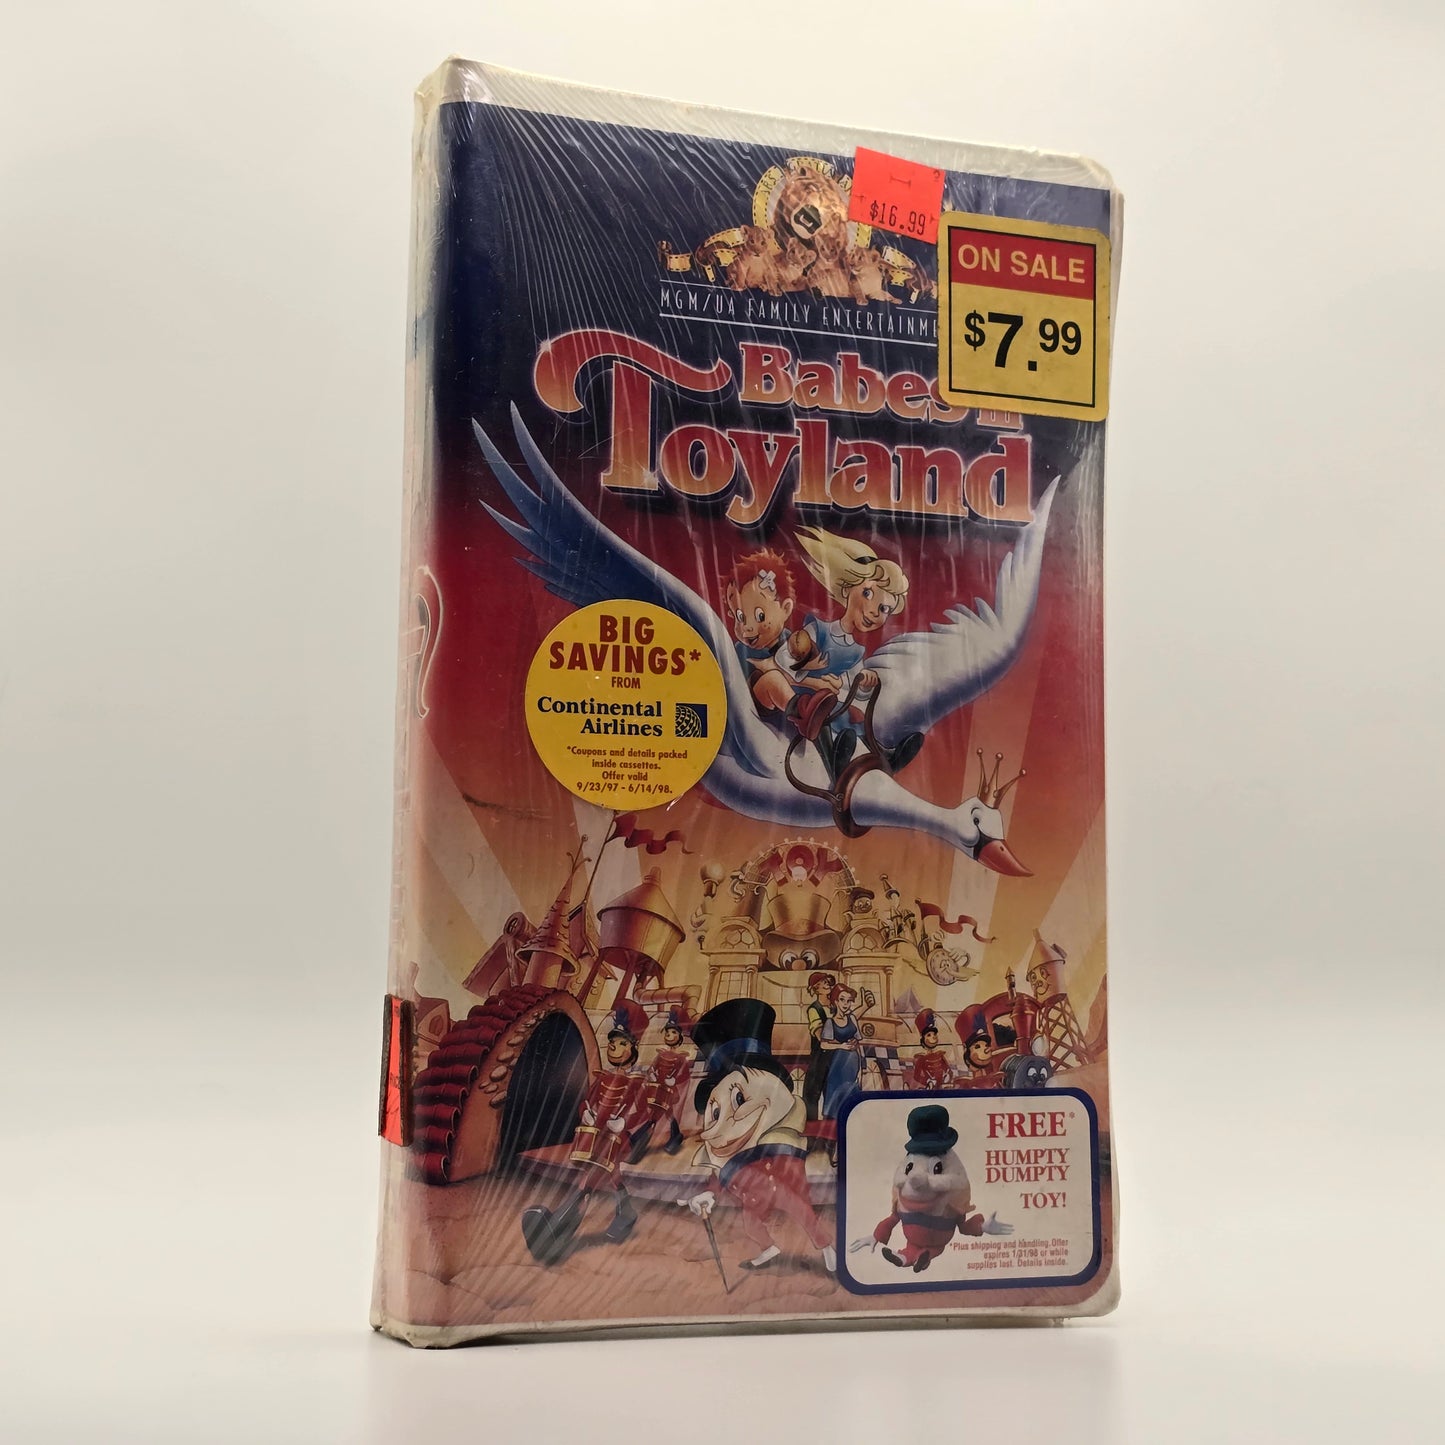 $16.99
ON SALE
$7.99
MGM/UA FAMILY ENTERTAINME
Babes in
Toyland
BIG
SAVINGS*
FROM
Continental
Airlines
*Coupons and details packed
inside cassettes.
Offer valid
9/23/97 - 6/14/98.
TOY
FREE*
HUMPTY
DUMPTY
TOY!
*Plus shipping and handling. Offer
expires 1/31/98 or while
supplies last. Details inside.